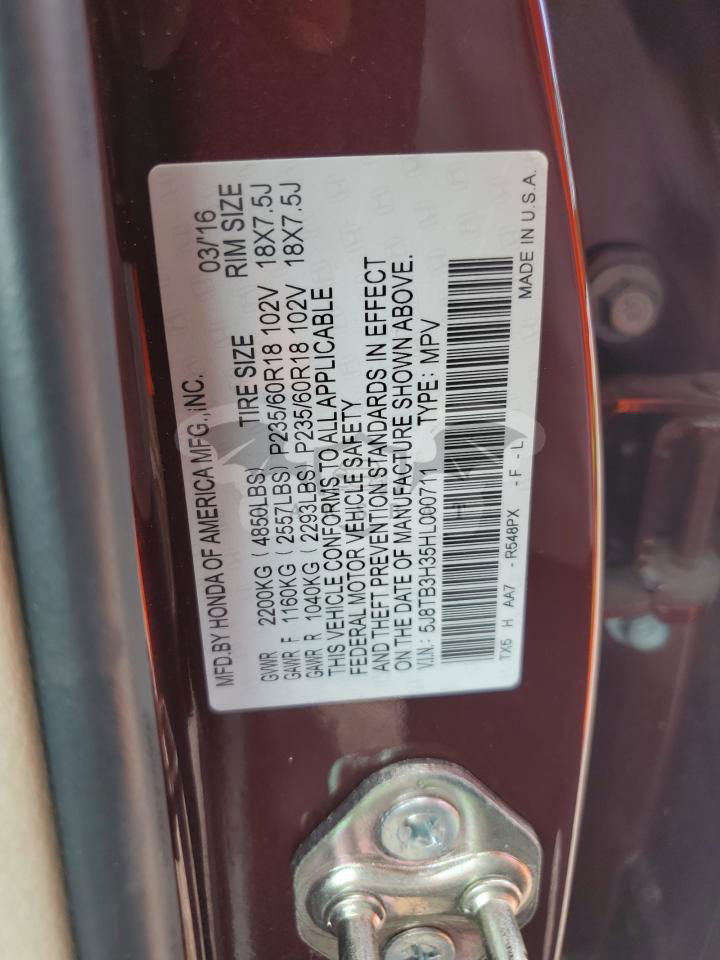 MFD.BY HONDA OF AMERICA MFG.,INC. 03/'16
GVWR 2200KG (4850LBS) TIRE SIZE RIM SIZE
GAWR F 1160KG (2557LBS) P235/60R18 102V 18X7.5J
GAWR R 1040KG (2293LBS) P235/60R18 102V 18X7.5J
THIS VEHICLE CONFORMS TO ALL APPLICABLE
FEDERAL MOTOR VEHICLE SAFETY
AND THEFT PREVENTION STANDARDS IN EFFECT
ON THE DATE OF MANUFACTURE SHOWN ABOVE.
V.I.N.: 5J8TB3H35HL000711 TYPE: MPV
TX5 H AA7 - R548PX - F - L MADE IN U.S.A.